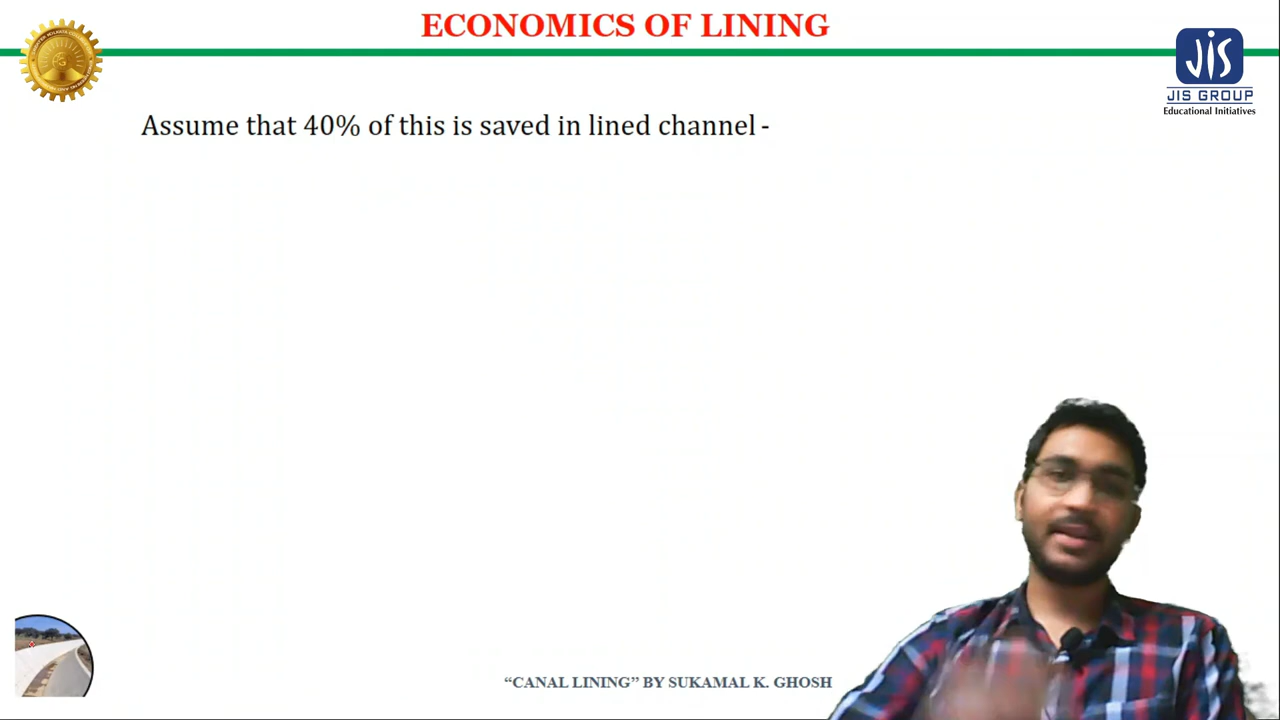 ECONOMICS OF LINING
JIS
JIS GROUP
Educational Initiatives
Assume that 40% of this is saved in lined channel -
“CANAL LINING” BY SUKAMAL K. GHOSH